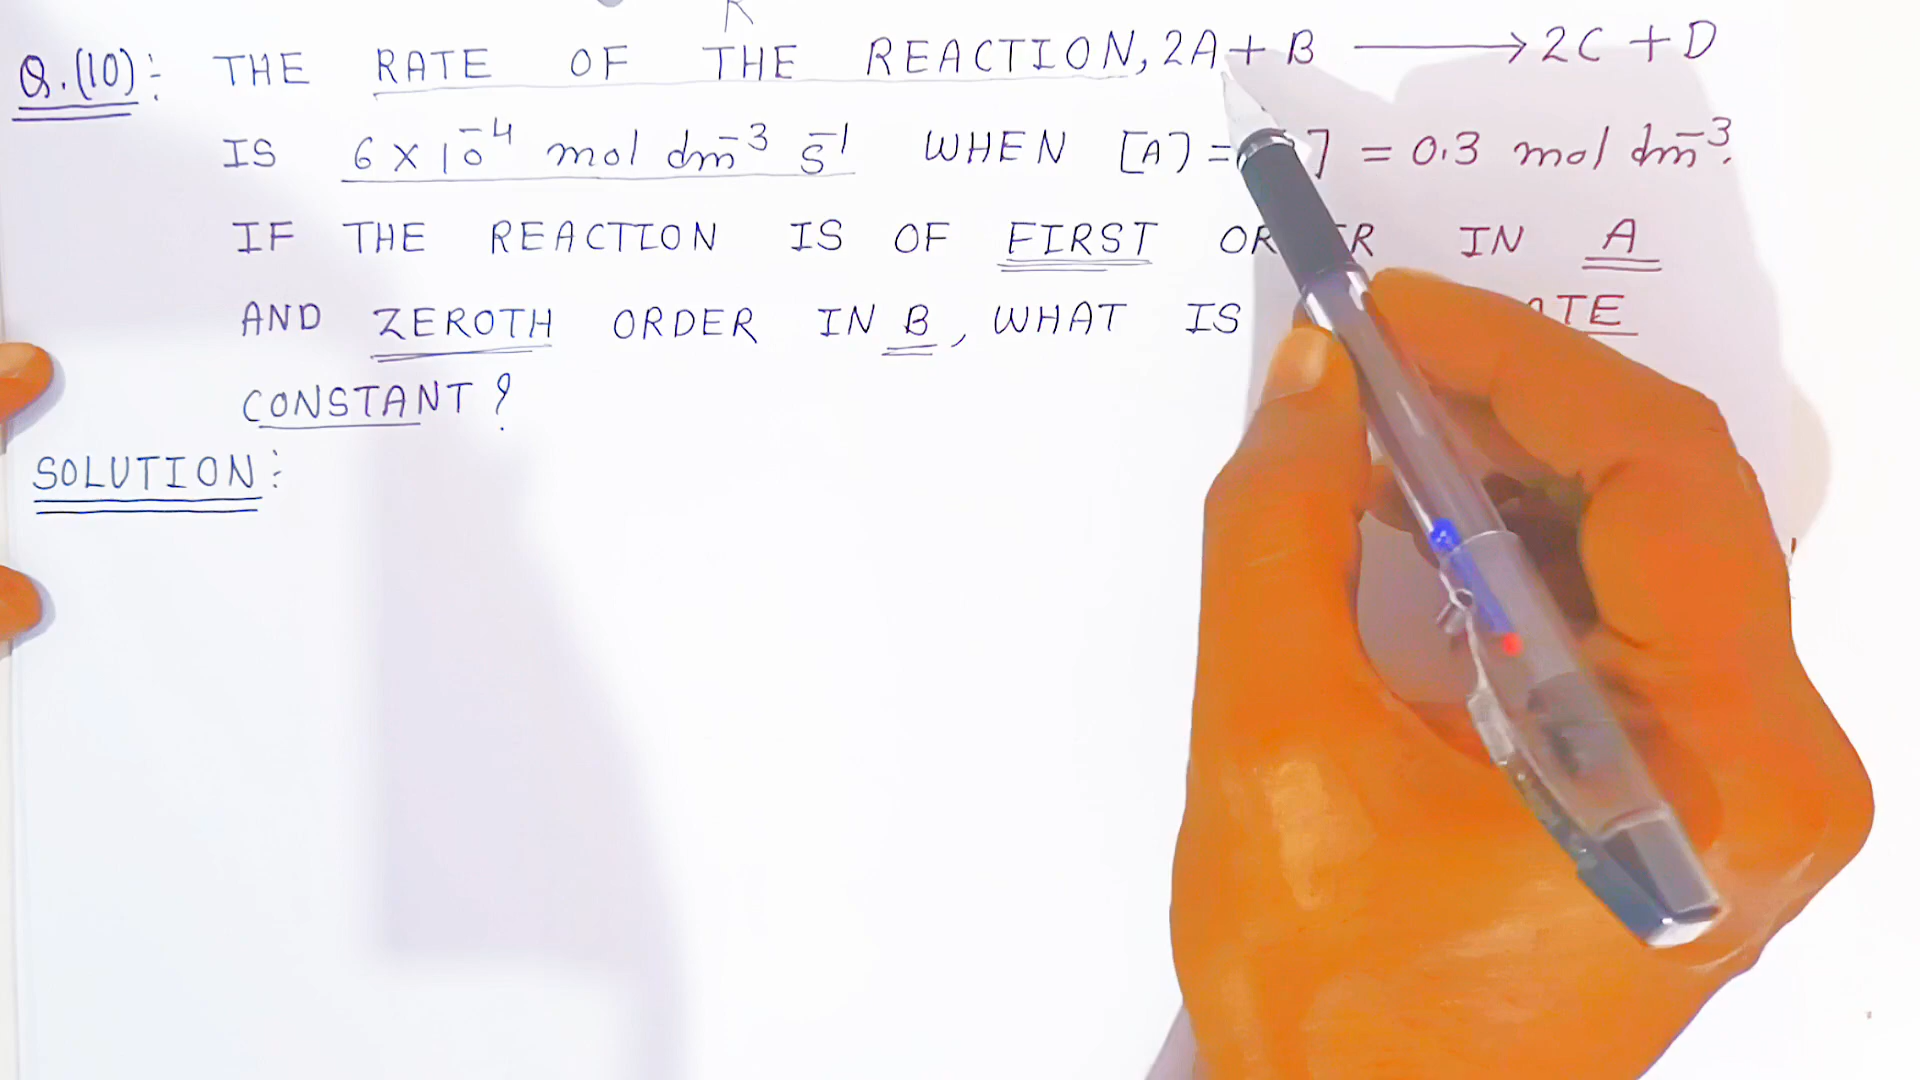 Q.(10): THE RATE OF THE REACTION, 2A + B ⟶ 2C + D
IS 6 × 10⁻⁴ mol dm⁻³ s⁻¹ WHEN [A] = ] = 0.3 mol dm⁻³.
IF THE REACTION IS OF FIRST IN A
AND ZEROTH ORDER IN B, WHAT IS
CONSTANT?
SOLUTION: